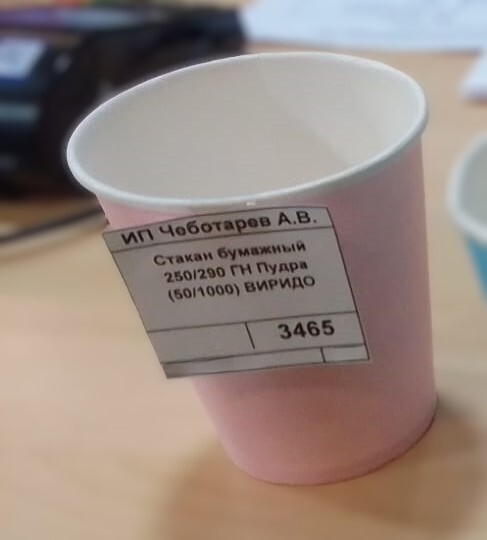 ИП Чеботарев А.В.
Стакан бумажный
250/290 ГН Пудра
(50/1000) ВИРИДО
3465